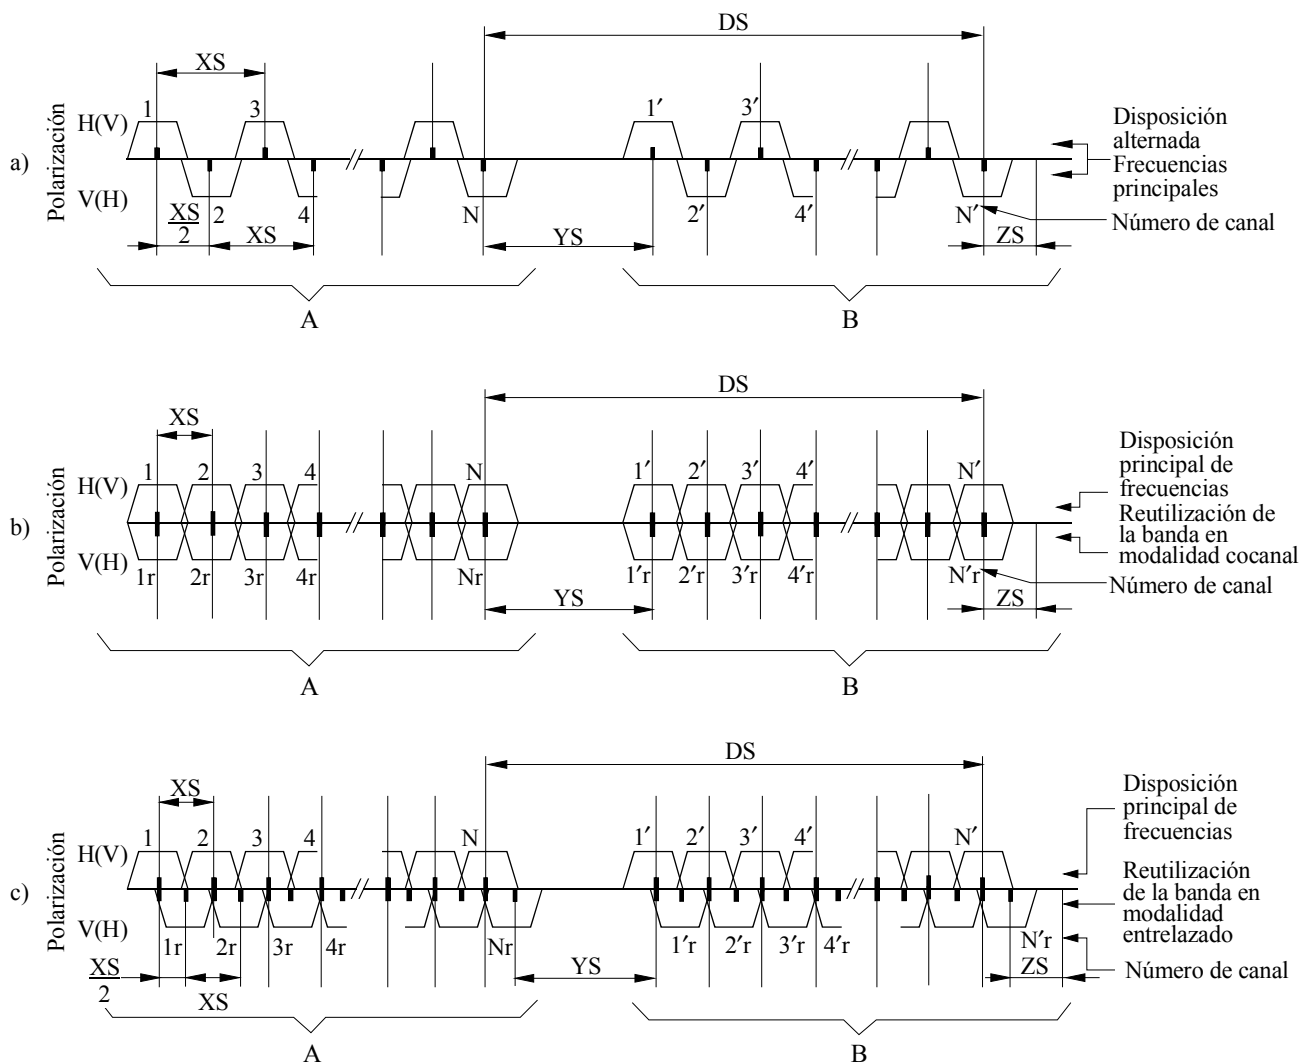 DS
XS
1
3
1′
3′
H(V)
Polarización
a)
V(H)
XS
2
2
4
XS
N
YS
2′
4′
N′
ZS
Disposición
alternada
Frecuencias
principales
Número de canal
A
B
DS
XS
1
2
3
4
N
1′
2′
3′
4′
N′
H(V)
Polarización
b)
V(H)
1r
2r
3r
4r
Nr
1′r
2′r
3′r
4′r
N′r
YS
ZS
Disposición
principal de
frecuencias
Reutilización de
la banda en
modalidad cocanal
Número de canal
A
B
DS
XS
1
2
3
4
N
1′
2′
3′
4′
N′
H(V)
Polarización
c)
V(H)
1r
2r
3r
4r
Nr
1′r
2′r
3′r
4′r
N′r
XS
2
XS
YS
ZS
Disposición
principal de
frecuencias
Reutilización
de la banda en
modalidad
entrelazado
Número de canal
A
B